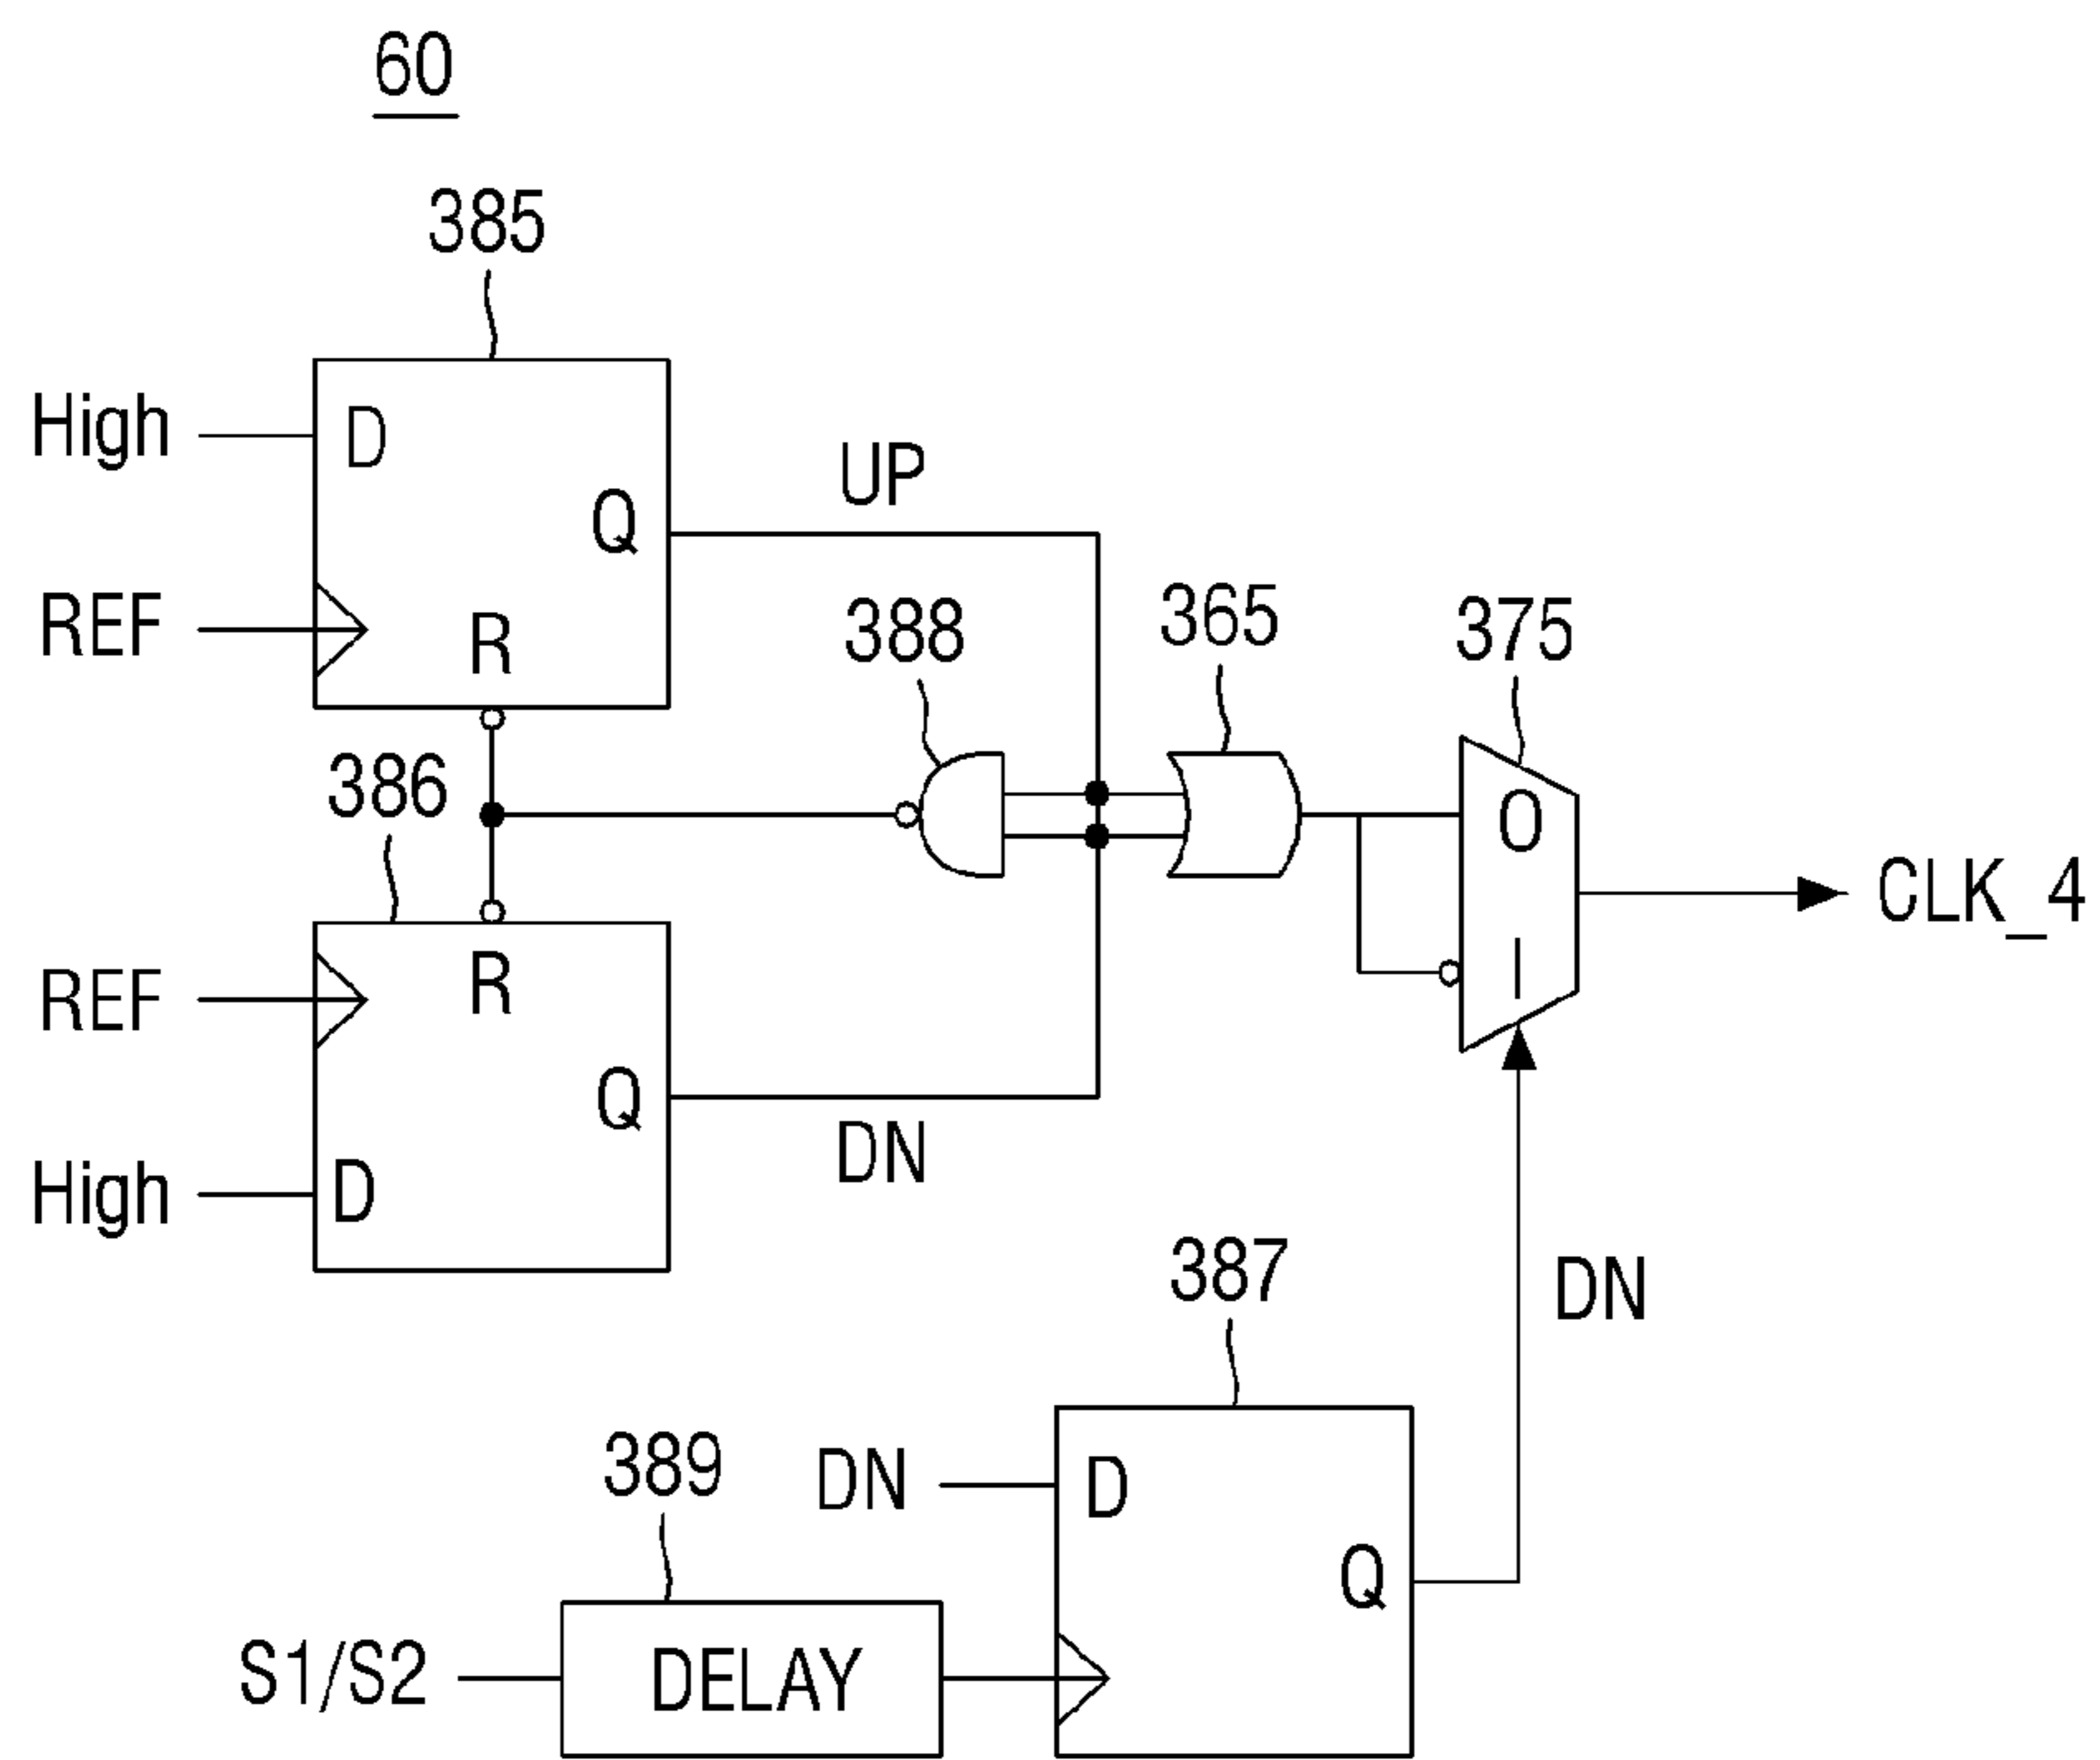 60
385
High
D
Q
UP
REF
R
388
365
375
386
O
CLK_4
I
REF
R
Q
DN
High
D
387
DN
389
DN
D
Q
S1/S2
DELAY